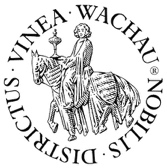 VINEA · WACHAU® NOBILIS · DISTRICTUS ·